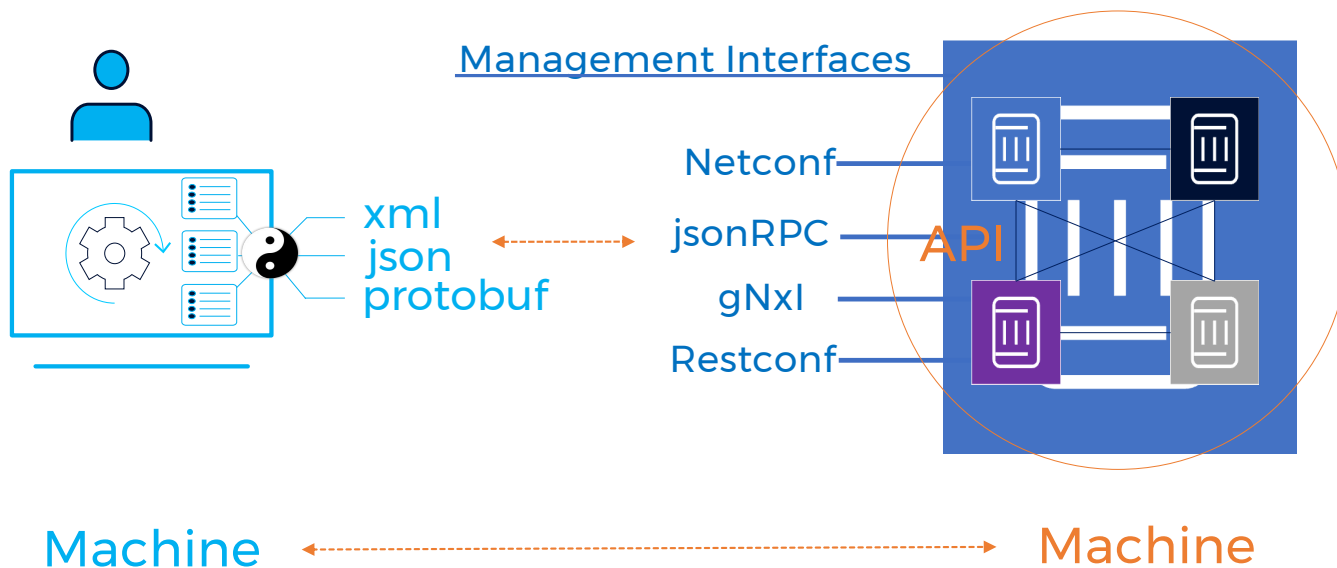 Management Interfaces
xml
json
protobuf
Netconf
jsonRPC
gNxI
Restconf
API
Machine
Machine